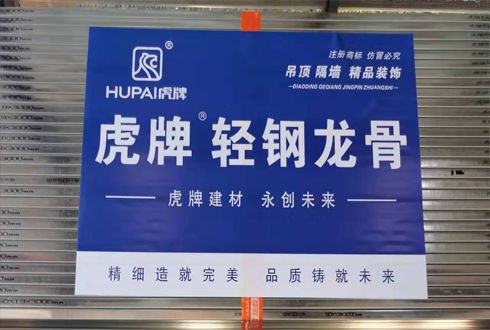 ®
HUPAI虎牌
注册商标 仿冒必究
吊顶 隔墙 精品装饰
—DIAODING GEQIANG JINGPIN ZHUANGSHI—
虎牌® 轻钢龙骨
虎牌建材 永创未来
精细造就完美 品质铸就未来